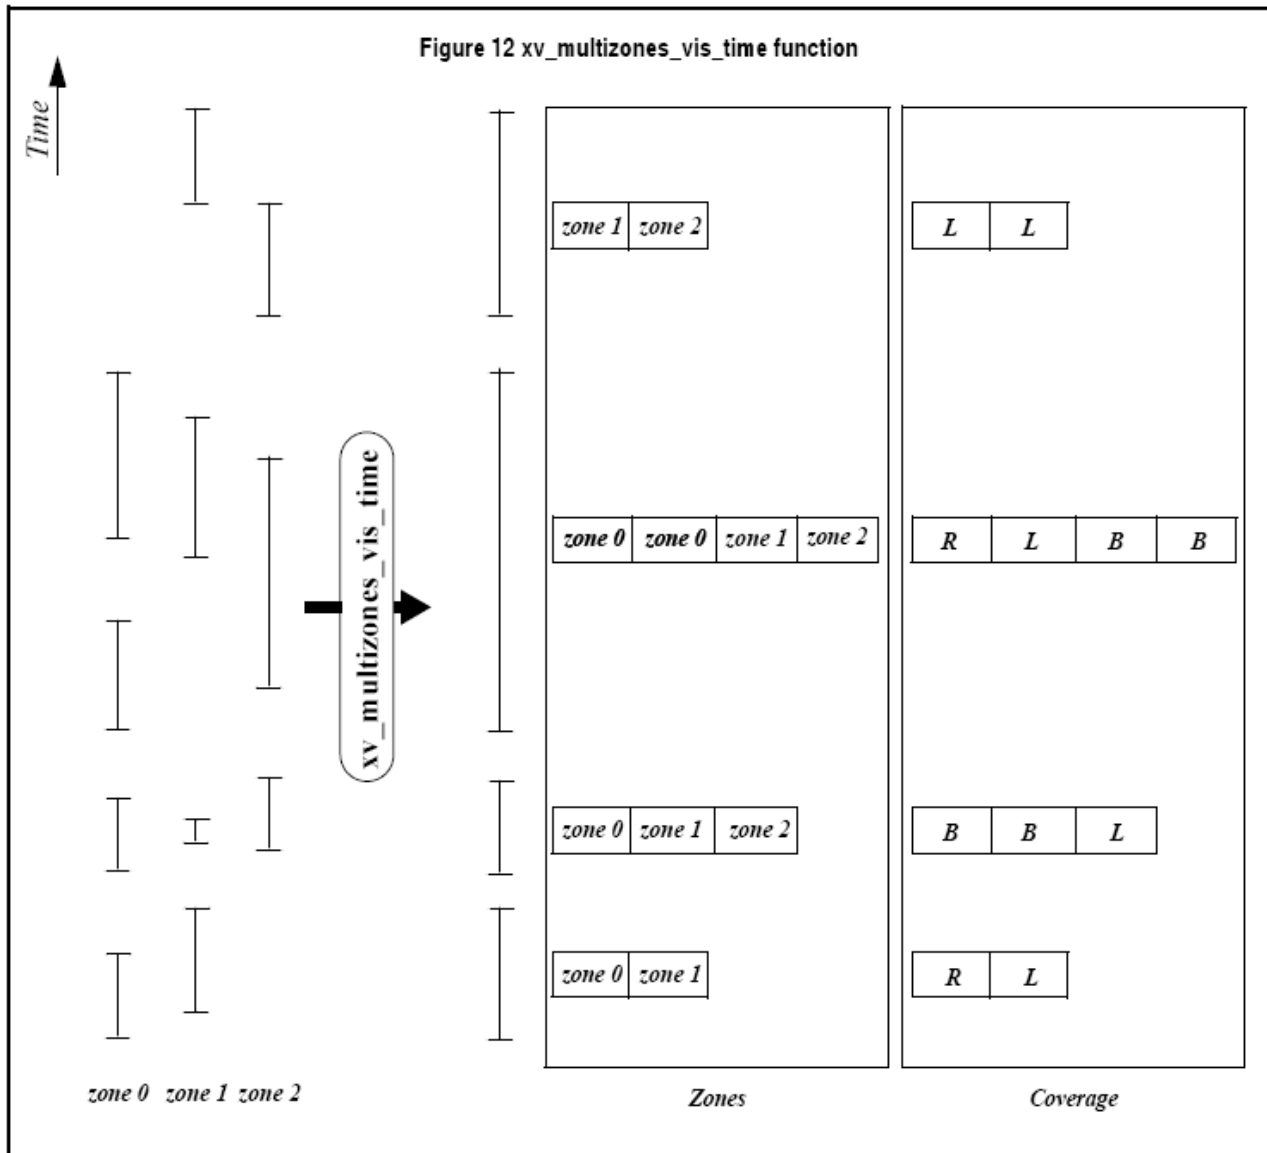 Figure 12 xv_multizones_vis_time function
Time
zone 1 zone 2
L L
zone 0 zone 0 zone 1 zone 2
R L B B
xv_multizones_vis_time
zone 0 zone 1 zone 2
B B L
zone 0 zone 1
R L
zone 0 zone 1 zone 2
Zones
Coverage